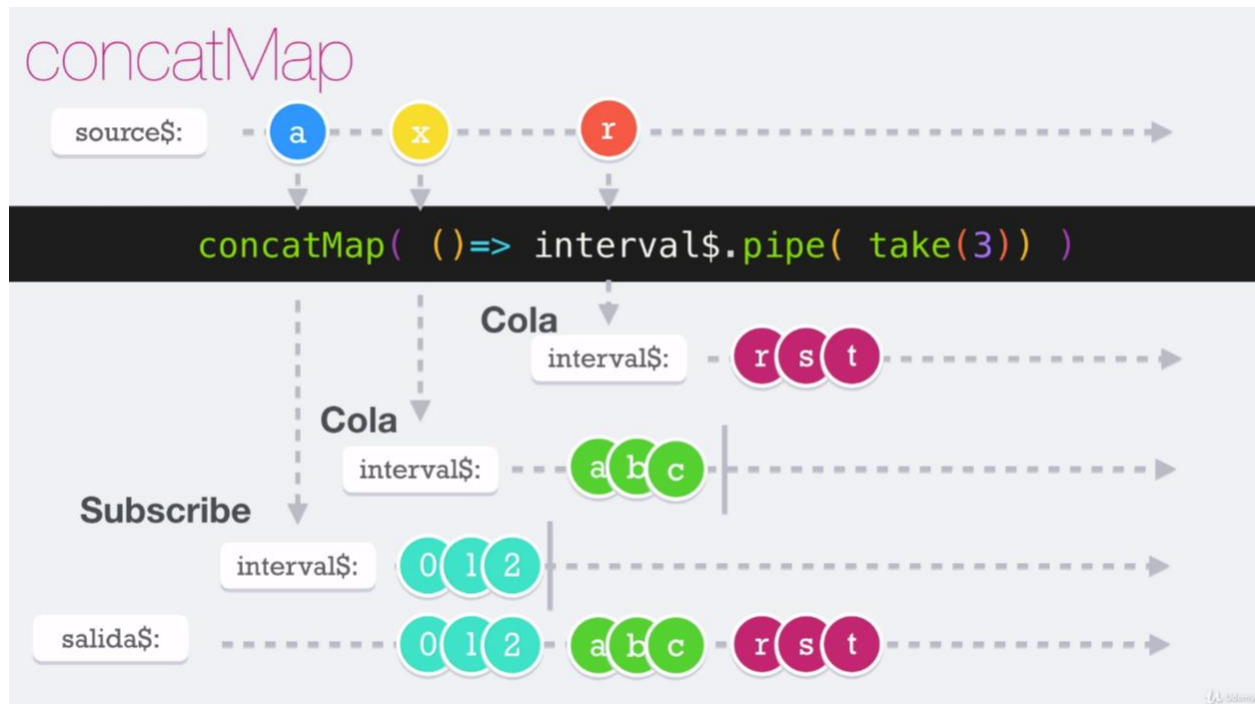 concatMap
source$: a x r
concatMap( ()=> interval$.pipe( take(3)) )
Cola
interval$: r s t
Cola
interval$: a b c
Subscribe
interval$: 0 1 2
salida$: 0 1 2 a b c r s t
Udemy